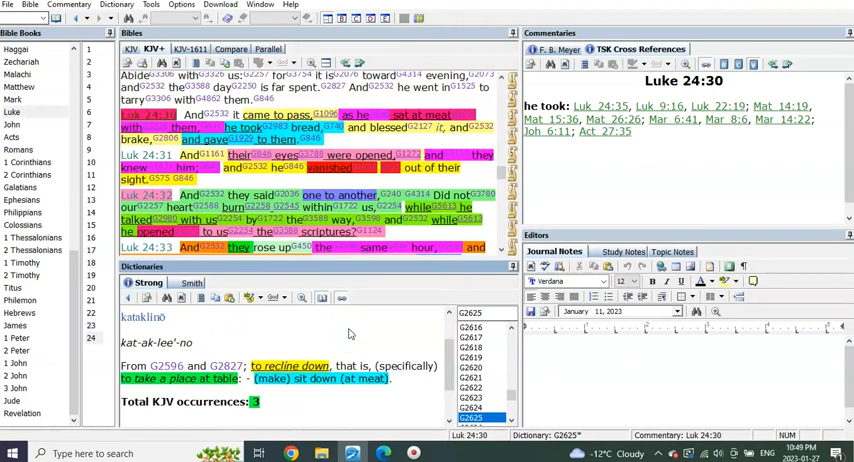 File Bible Commentary Dictionary Tools Options Download Window Help
B C D E
Bible Books
Haggai
Zechariah
Malachi
Matthew
Mark
Luke
John
Acts
Romans
1 Corinthians
2 Corinthians
Galatians
Ephesians
Philippians
Colossians
1 Thessalonians
2 Thessalonians
1 Timothy
2 Timothy
Titus
Philemon
Hebrews
James
1 Peter
2 Peter
1 John
2 John
3 John
Jude
Revelation
1
2
3
4
5
6
7
8
9
10
11
12
13
14
15
16
17
18
19
20
21
22
23
24
Bibles
KJV KJV+ KJV-1611 Compare Parallel
Abide G3306 with G3326 us: G2257 for G3754 it is G2076 toward G4314 evening, G2073
and G2532 the G3588 day G2250 is far spent. G2827 And G2532 he went in G1525 to
tarry G3306 with G4862 them. G846
Luk 24:30 And G2532 it came to pass, G1096 as he sat at meat
with them, he took G2983 bread, G740 and blessed G2127 it, and G2532
brake, G2806 and gave G1929 to them. G846
Luk 24:31 And G1161 their G846 eyes G3788 were opened, G1272 and they
knew him; and G2532 he G846 vanished out of their
sight. G575 G846
Luk 24:32 And G2532 they said G2036 one to another, G240 G4314 Did not G3780
our G2257 heart G2588 burn G2258 G2545 within G1722 us, G2254 while G5613 he
talked G2980 with us G2254 by G1722 the G3588 way, G3598 and G2532 while G5613
he opened to us G2254 the G3588 scriptures? G1124
Luk 24:33 And G2532 they rose up G450 the same hour, and
Dictionaries
Strong Smith
God
kataklinō
kat-ak-lee'-no
From G2596 and G2827; to recline down, that is, (specifically)
to take a place at table: - (make) sit down (at meat).
Total KJV occurrences: 3
G2625
G2616
G2617
G2618
G2619
G2620
G2621
G2622
G2623
G2624
G2625
Commentaries
F. B. Meyer TSK Cross References
Luke 24:30
he took: Luk 24:35, Luk 9:16, Luk 22:19; Mat 14:19,
Mat 15:36, Mat 26:26; Mar 6:41, Mar 8:6, Mar 14:22;
Joh 6:11; Act 27:35
Editors
Journal Notes Study Notes Topic Notes
Verdana 12 B I U A
January 11, 2023
Luk 24:30 Dictionary: G2625* Commentary: Luk 24:30 NUM
Type here to search
-12°C Cloudy
ENG
10:49 PM
2023-01-27